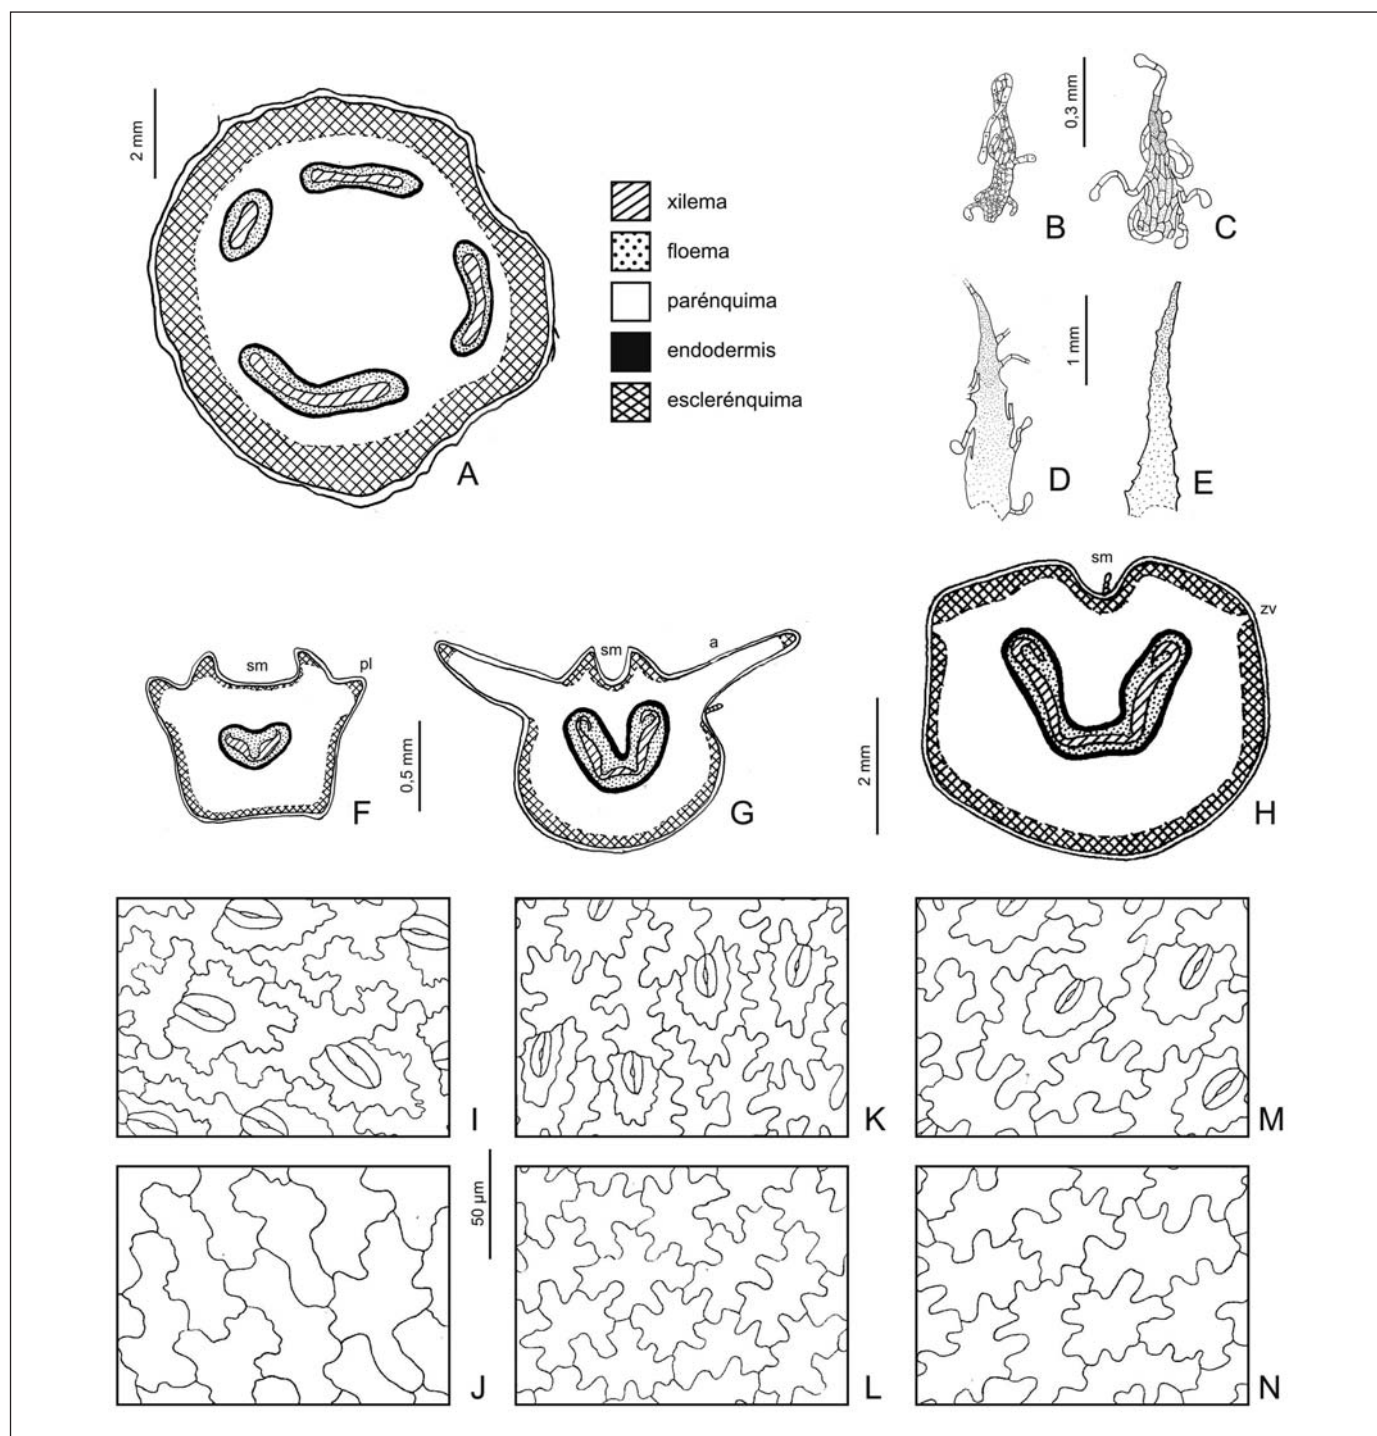 2 mm
A
xilema
floema
parénquima
endodermis
esclerénquima
B
0,3 mm
C
D
1 mm
E
sm
pl
F
0,5 mm
sm
a
G
2 mm
sm
zv
H
I
K
M
50 µm
J
L
N